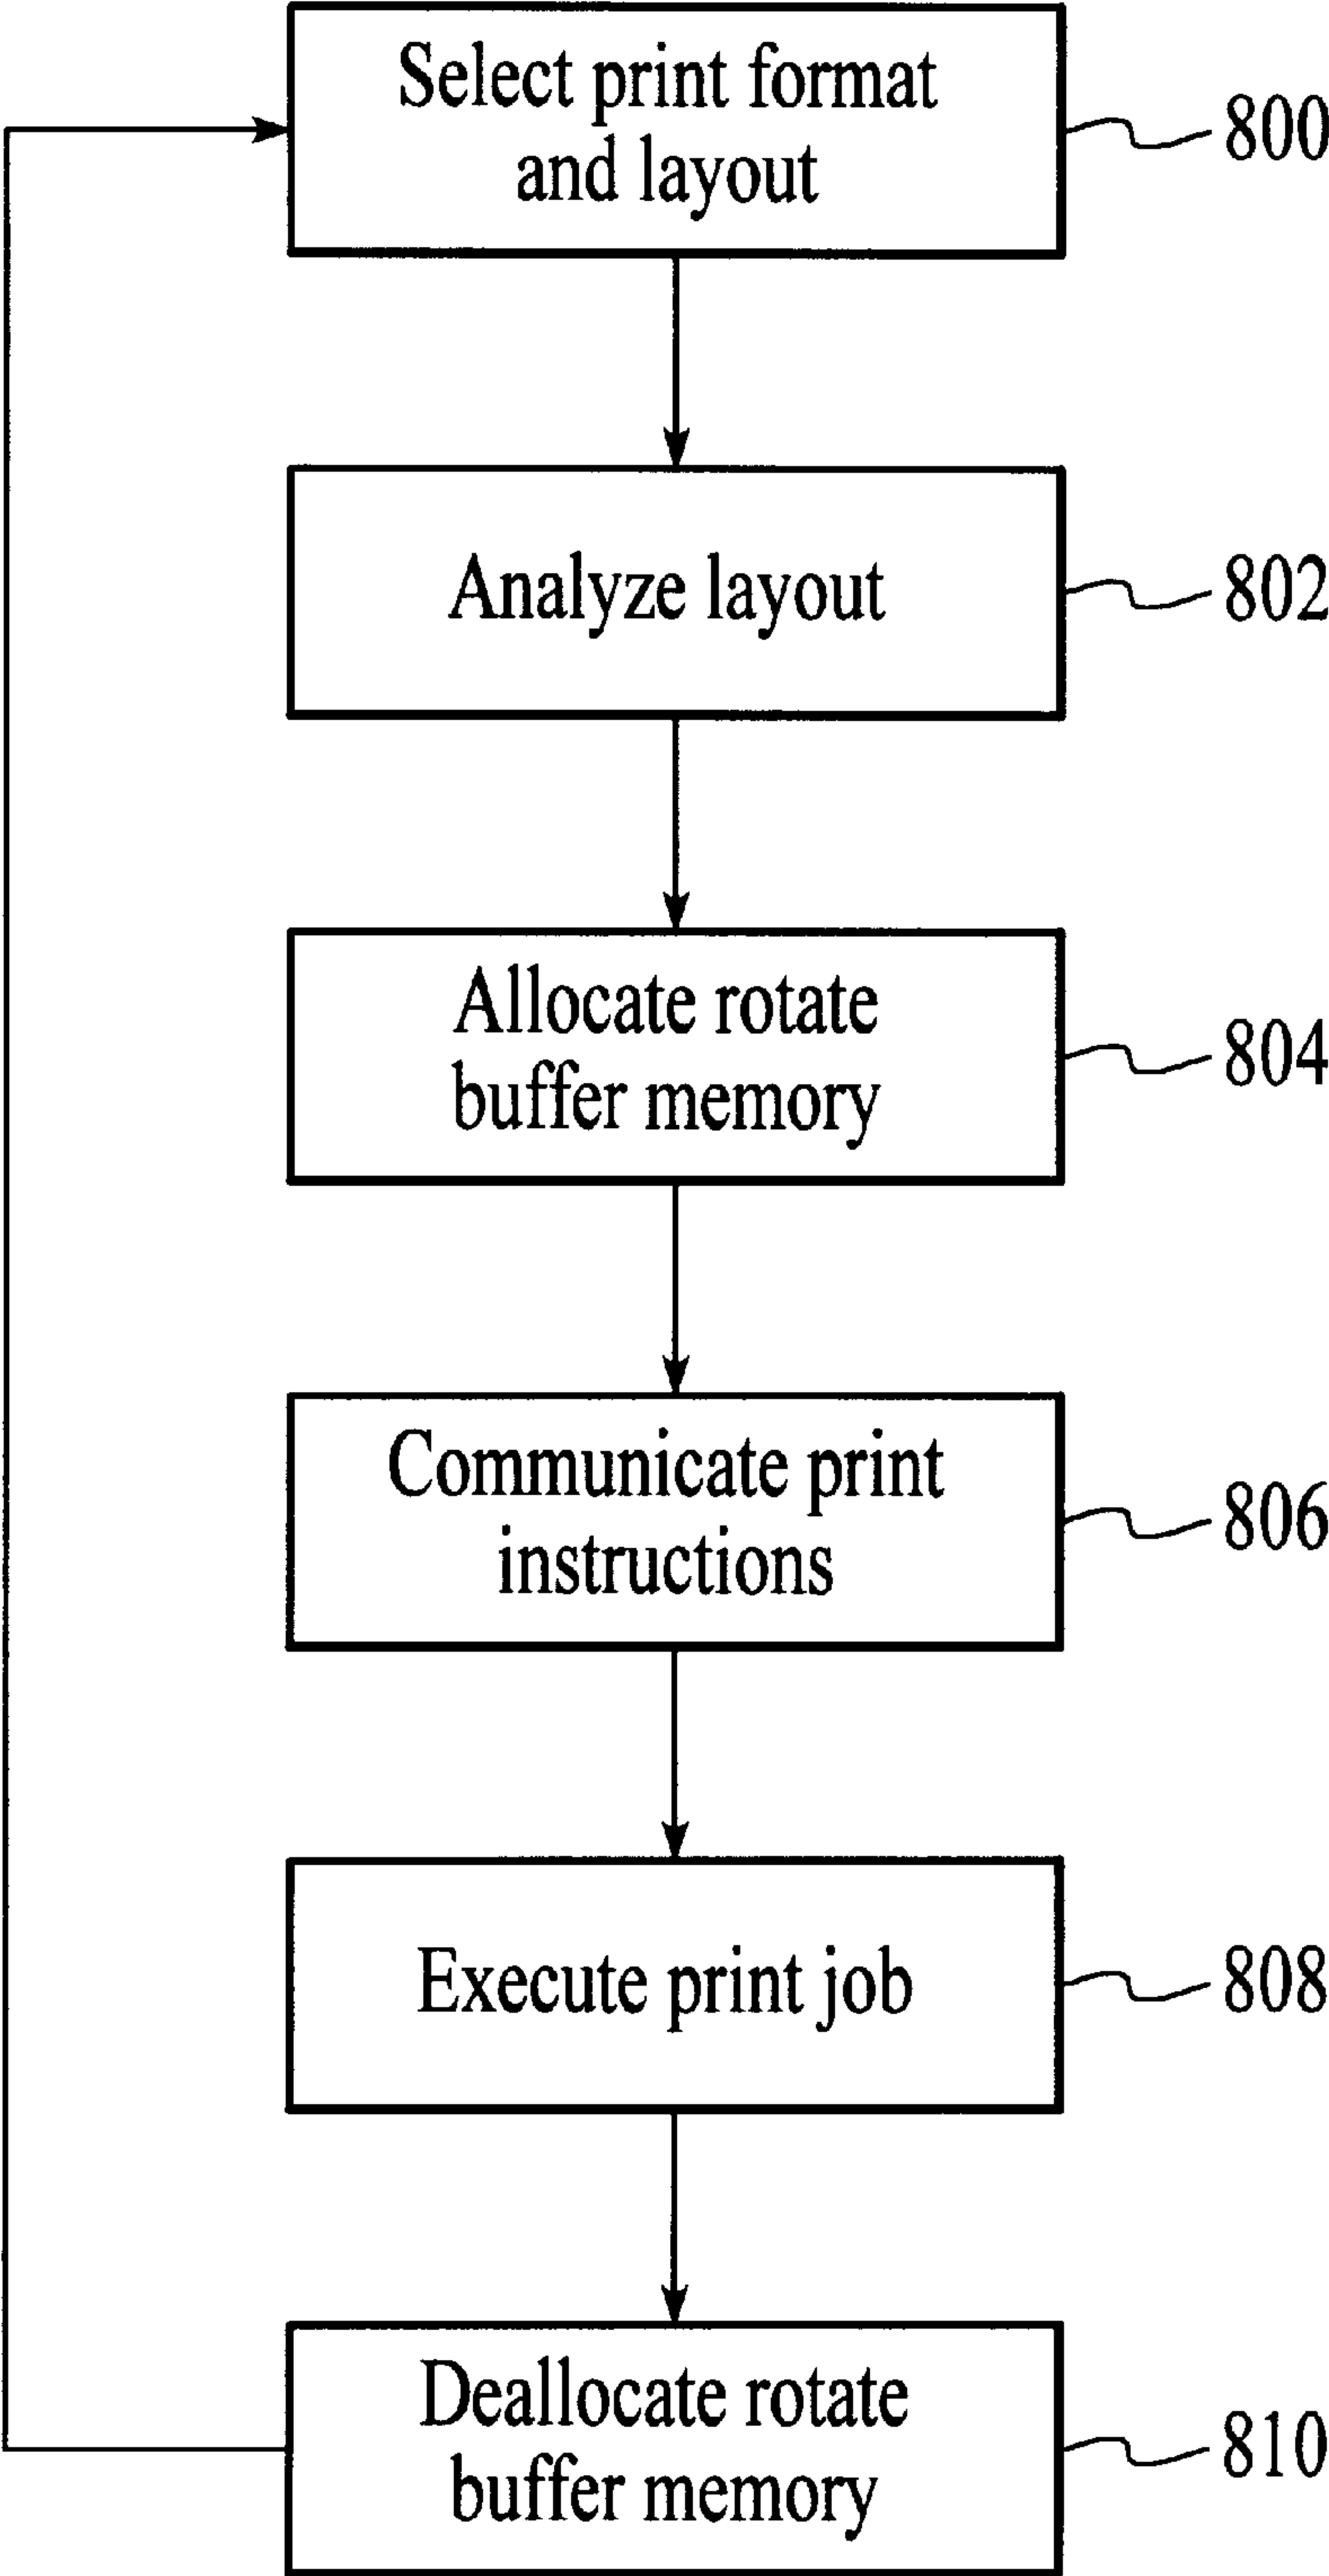 Select print format
and layout
800
Analyze layout
802
Allocate rotate
buffer memory
804
Communicate print
instructions
806
Execute print job
808
Deallocate rotate
buffer memory
810